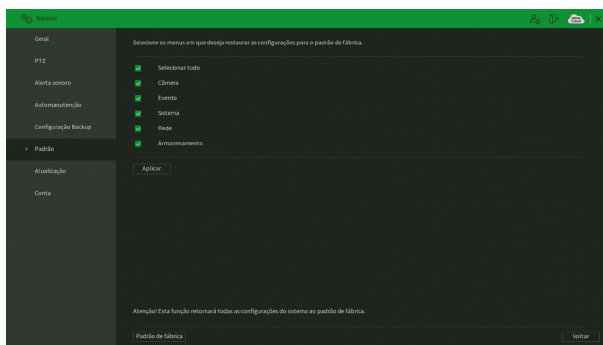 Sistema
Geral
PTZ
Alerta sonoro
Automanutenção
Configuração Backup
Padrão
Atualização
Conta
Selecione os menus em que deseja restaurar as configurações para o padrão de fábrica.
Selecionar tudo
Câmera
Evento
Sistema
Rede
Armazenamento
Aplicar
Atenção! Esta função retornará todas as configurações do sistema ao padrão de fábrica.
Padrão de fábrica
Voltar